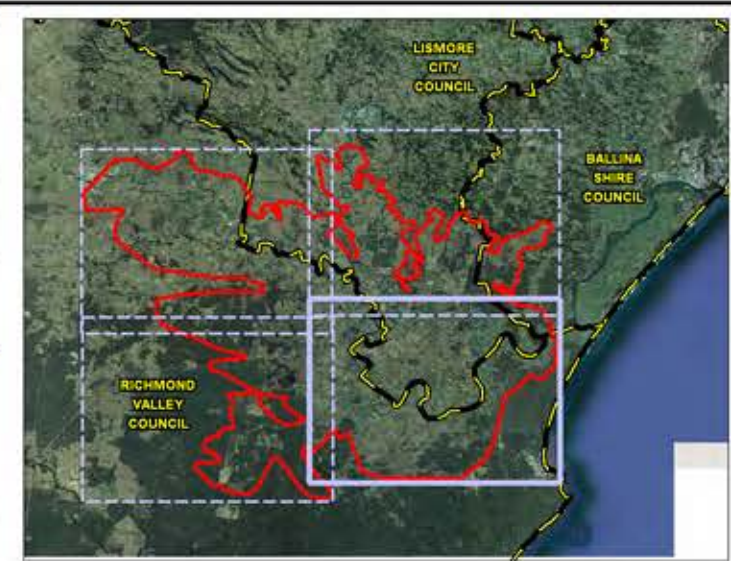 LISMORE
CITY
COUNCIL
BALLINA
SHIRE
COUNCIL
RICHMOND
VALLEY
COUNCIL